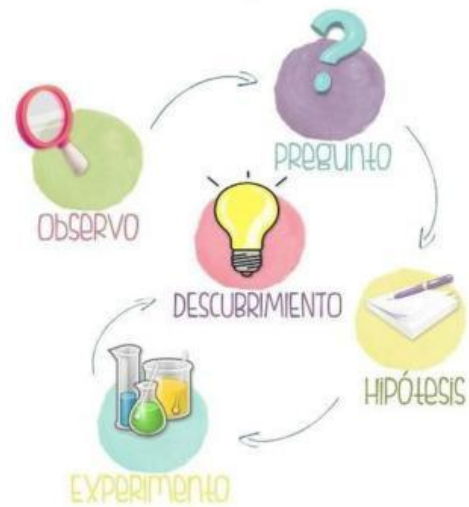 OBSERVO
PREGUNTO
HIPÓTESIS
EXPERIMENTO
DESCUBRIMIENTO